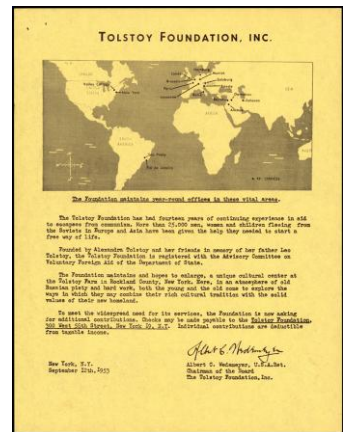 TOLSTOY FOUNDATION, INC.
The Foundation maintains year-round offices in these vital areas.
The Tolstoy Foundation has had fourteen years of continuing experience in aid
to escapees from communism. More than 25,000 men, women and children fleeing from
the Soviets in Europe and Asia have been given the help they needed to start a
free way of life.
Founded by Alexandra Tolstoy and her friends in memory of her father Leo
Tolstoy, the Tolstoy Foundation is registered with the Advisory Committee on
Voluntary Foreign Aid of the Department of State.
The Foundation maintains and hopes to enlarge, a unique cultural center at
the Tolstoy Farm in Rockland County, New York. Here, in an atmosphere of old
Russian piety and hard work, both the young and the old come to explore the
ways in which they may combine their rich cultural tradition with the solid
values of their new homeland.
To meet the widespread need for its services, the Foundation is now asking
for additional contributions. Checks may be made payable to the Tolstoy Foundation,
300 West 58th Street, New York 19, N.Y. Individual contributions are deductible
from taxable income.
New York, N.Y.
September 12th, 1953
Albert C. Wedemeyer
Albert C. Wedemeyer, U.S.A. Ret.
Chairman of the Board
The Tolstoy Foundation, Inc.